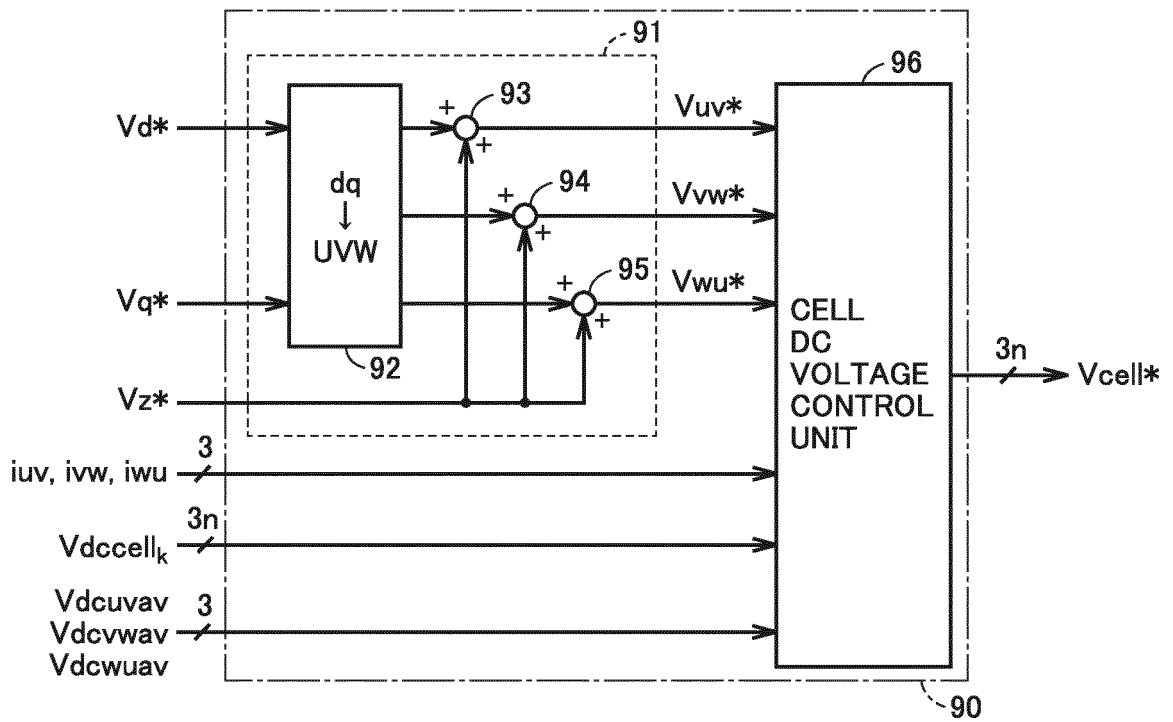 91
96
93
Vd*
+
+
Vuv*
dq
↓
UVW
94
+
+
Vvw*
95
+
+
Vq*
Vwu*
92
Vz*
CELL
DC
VOLTAGE
CONTROL
UNIT
3n
Vcell*
iuv, ivw, iwu
3
Vdccellk
3n
Vdcuvav
Vdcvwav
Vdcwuav
3
90